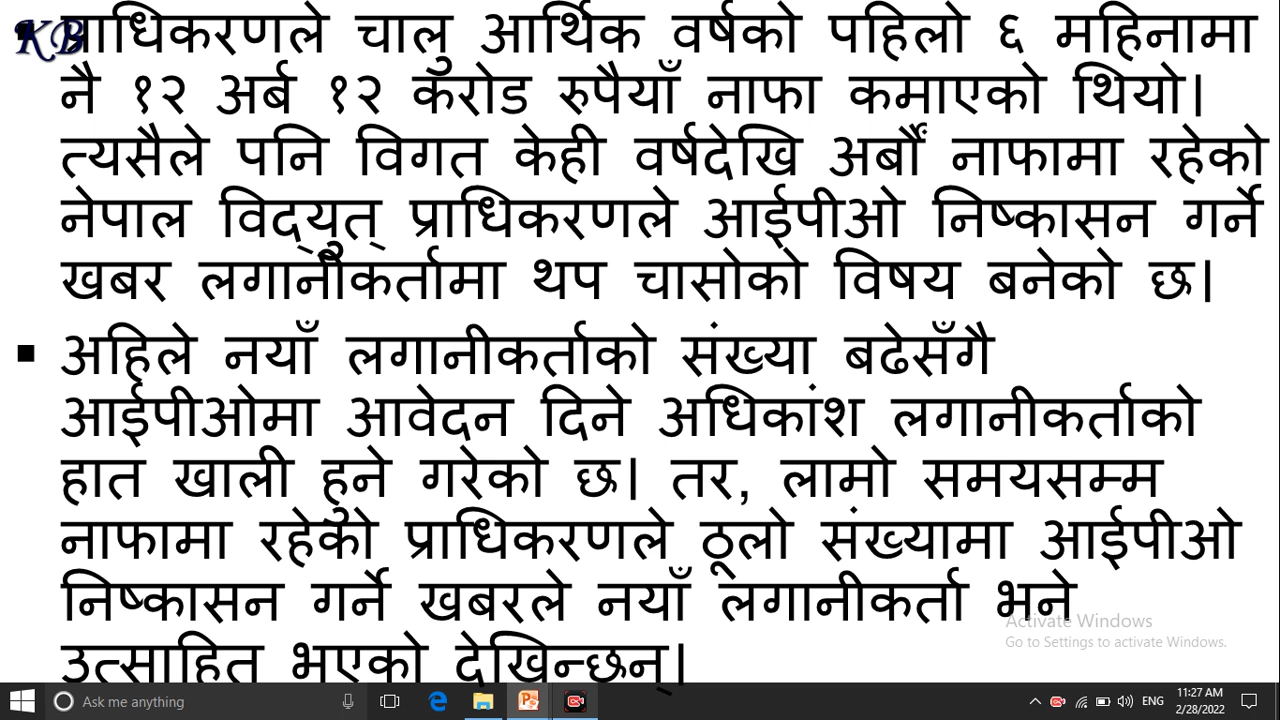 KB
प्राधिकरणले चालु आर्थिक वर्षको पहिलो ६ महिनामा
नै १२ अर्ब १२ करोड रुपैयाँ नाफा कमाएको थियो।
त्यसैले पनि विगत केही वर्षदेखि अर्बौं नाफामा रहेको
नेपाल विद्युत् प्राधिकरणले आईपीओ निष्कासन गर्ने
खबर लगानीकर्तामा थप चासोको विषय बनेको छ।
▪ अहिले नयाँ लगानीकर्ताको संख्या बढेसँगै
आईपीओमा आवेदन दिने अधिकांश लगानीकर्ताको
हात खाली हुने गरेको छ। तर, लामो समयसम्म
नाफामा रहेको प्राधिकरणले ठूलो संख्यामा आईपीओ
निष्कासन गर्ने खबरले नयाँ लगानीकर्ता भने
उत्साहित भएको देखिन्छन्।
Activate Windows
Go to Settings to activate Windows.
Ask me anything
ENG
11:27 AM
2/28/2022